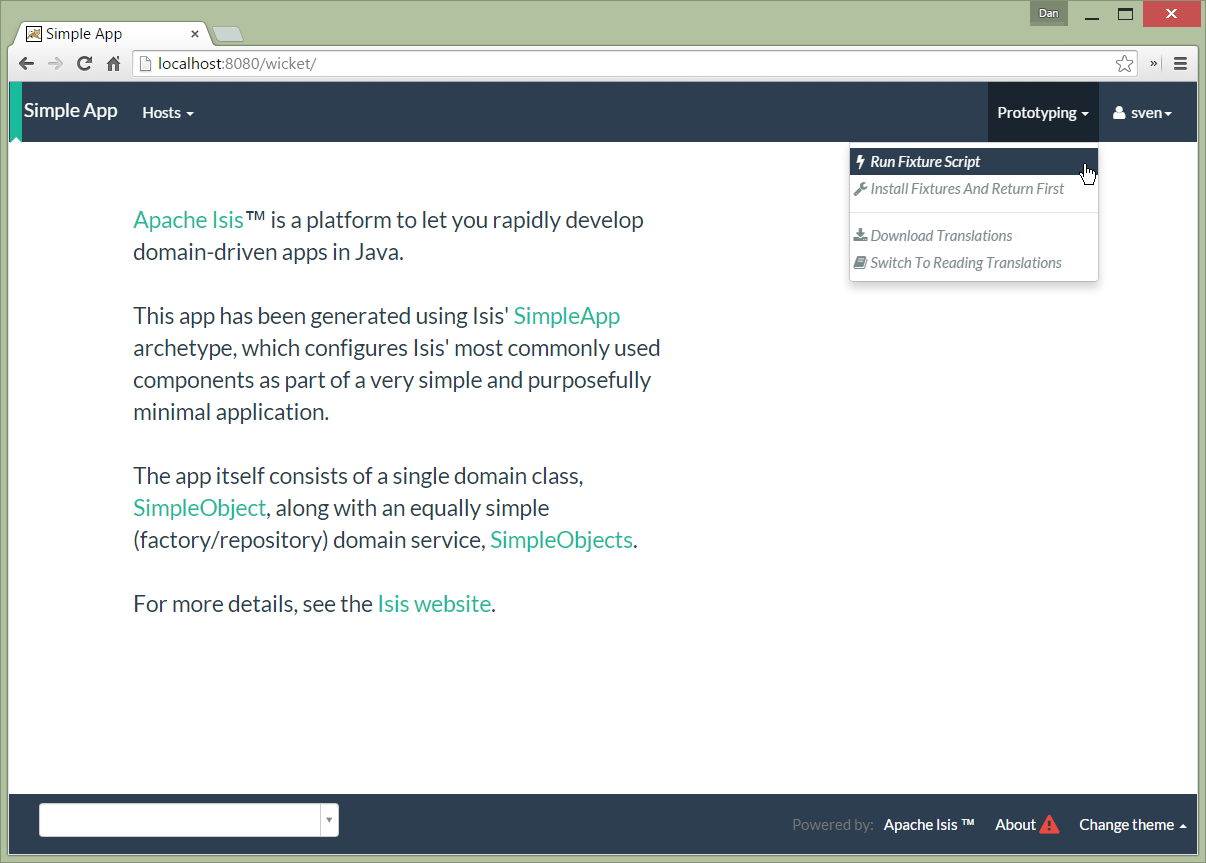 Dan
Simple App
localhost:8080/wicket/
Simple App Hosts Prototyping sven
Run Fixture Script
Install Fixtures And Return First
Download Translations
Switch To Reading Translations
Apache Isis™ is a platform to let you rapidly develop
domain-driven apps in Java.
This app has been generated using Isis' SimpleApp
archetype, which configures Isis' most commonly used
components as part of a very simple and purposefully
minimal application.
The app itself consists of a single domain class,
SimpleObject, along with an equally simple
(factory/repository) domain service, SimpleObjects.
For more details, see the Isis website.
Powered by: Apache Isis ™ About Change theme